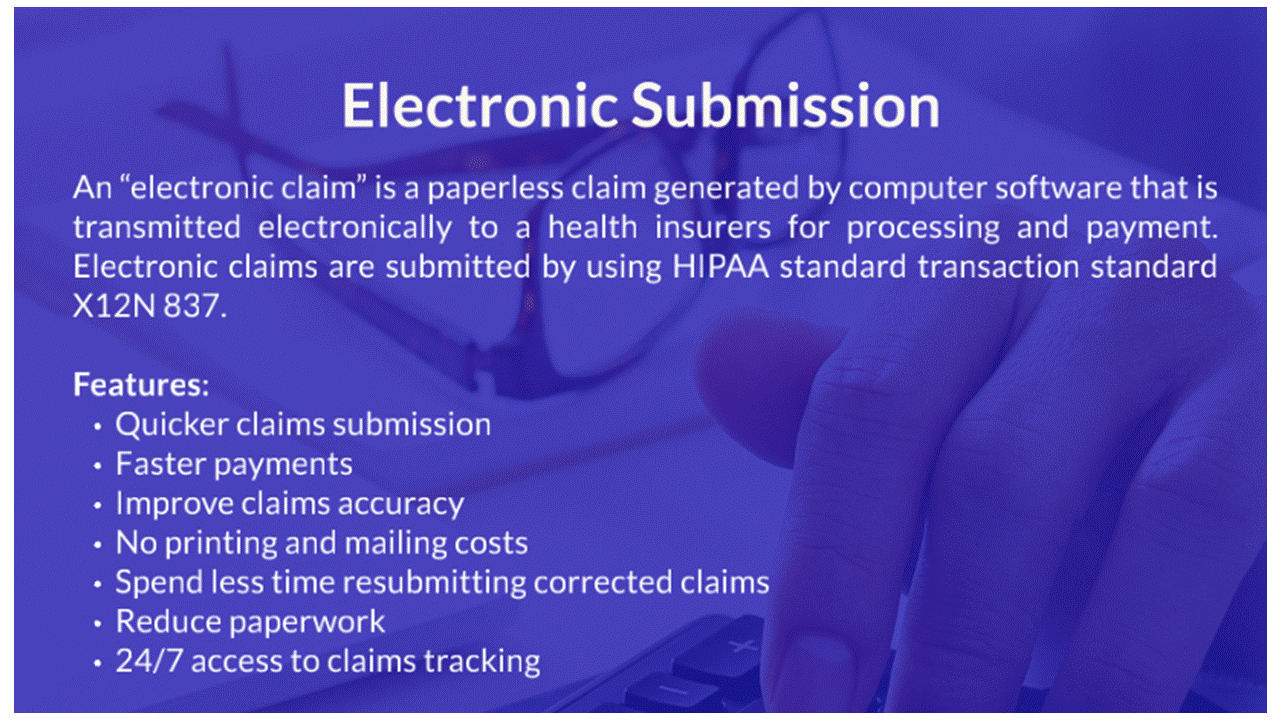 Electronic Submission
An “electronic claim” is a paperless claim generated by computer software that is
transmitted electronically to a health insurers for processing and payment.
Electronic claims are submitted by using HIPAA standard transaction standard
X12N 837.
Features:
• Quicker claims submission
• Faster payments
• Improve claims accuracy
• No printing and mailing costs
• Spend less time resubmitting corrected claims
• Reduce paperwork
• 24/7 access to claims tracking